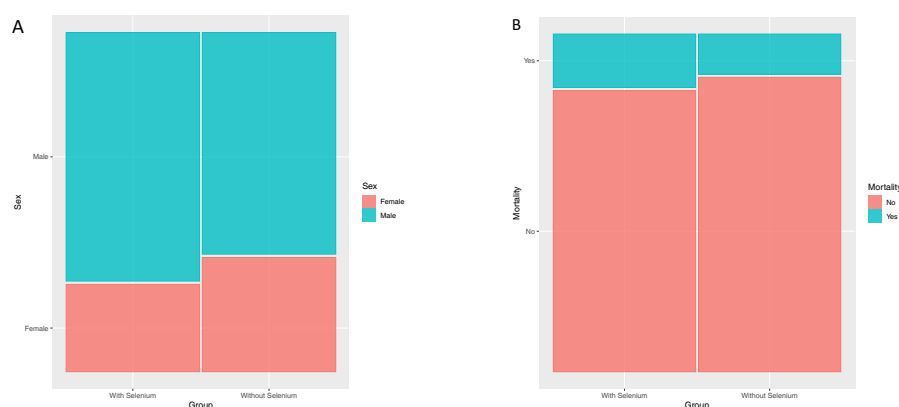 A
Male
Sex
Female
With Selenium
Without Selenium
Group
Sex
Female
Male
B
Yes
Mortality
No
With Selenium
Without Selenium
Group
Mortality
No
Yes